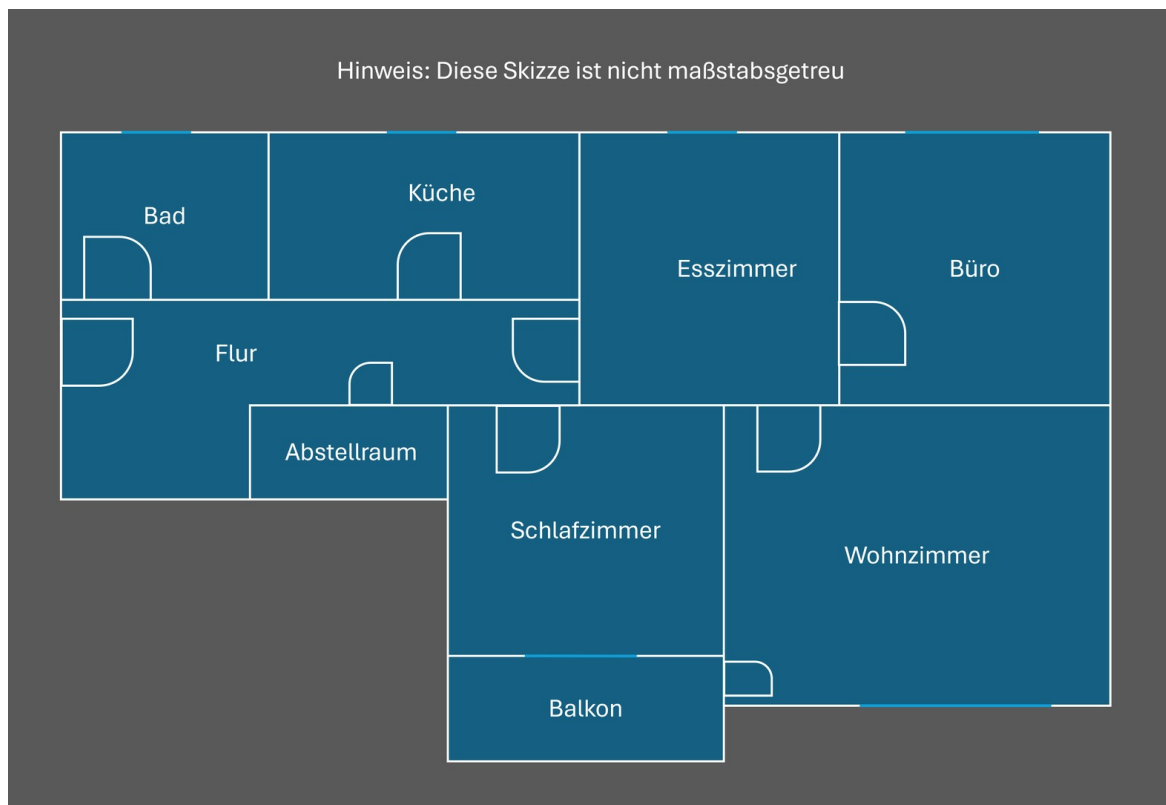 Hinweis: Diese Skizze ist nicht maßstabsgetreu
Bad
Küche
Esszimmer
Büro
Flur
Abstellraum
Schlafzimmer
Wohnzimmer
Balkon